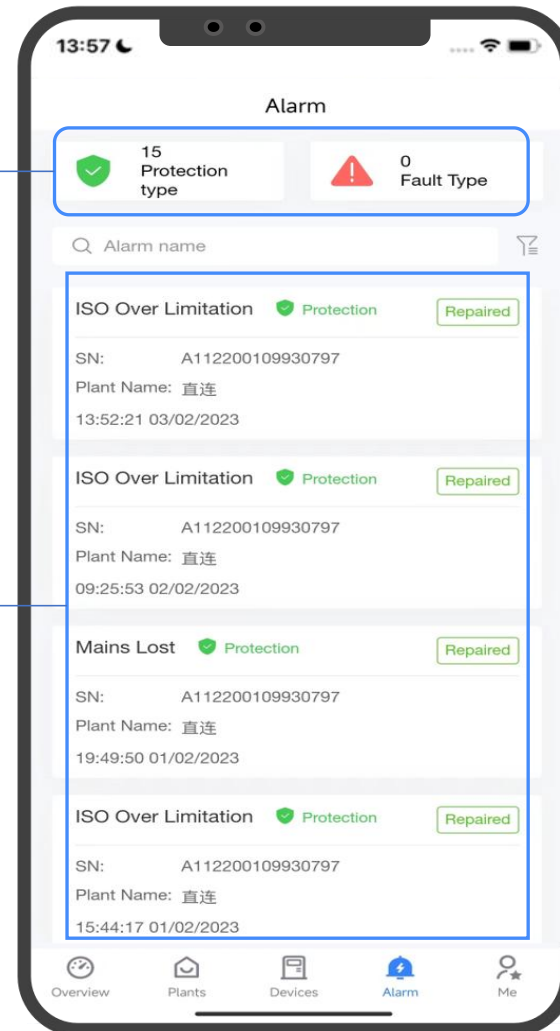 13:57
Alarm
15
Protection
type
0
Fault Type
Alarm name
ISO Over Limitation Protection Repaired
SN: A112200109930797
Plant Name: 直连
13:52:21 03/02/2023
ISO Over Limitation Protection Repaired
SN: A112200109930797
Plant Name: 直连
09:25:53 02/02/2023
Mains Lost Protection Repaired
SN: A112200109930797
Plant Name: 直连
19:49:50 01/02/2023
ISO Over Limitation Protection Repaired
SN: A112200109930797
Plant Name: 直连
15:44:17 01/02/2023
Overview Plants Devices Alarm Me